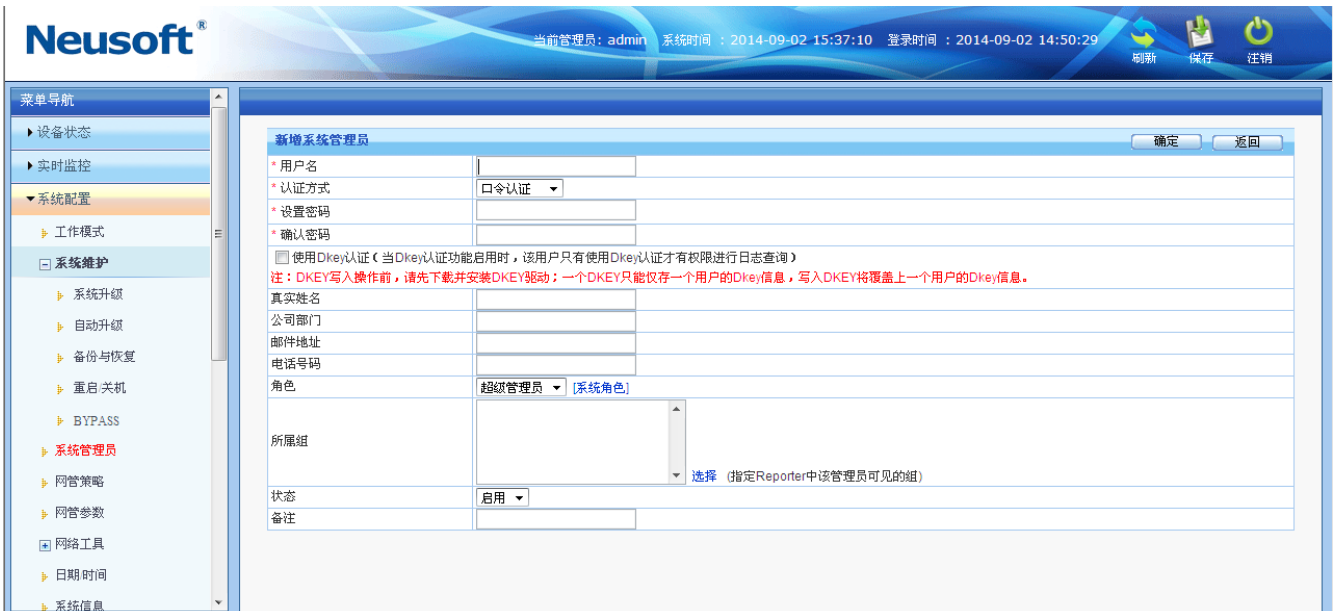 Neusoft®
当前管理员: admin 系统时间 : 2014-09-02 15:37:10 登录时间 : 2014-09-02 14:50:29
刷新 保存 注销
菜单导航
设备状态
实时监控
系统配置
工作模式
系统维护
系统升级
自动升级
备份与恢复
重启/关机
BYPASS
系统管理员
网管策略
网管参数
网络工具
日期/时间
系统信息
新增系统管理员 确定 返回
* 用户名
* 认证方式 口令认证
* 设置密码
* 确认密码
使用Dkey认证(当Dkey认证功能启用时,该用户只有使用Dkey认证才有权限进行日志查询)
注:DKEY写入操作前,请先下载并安装DKEY驱动;一个DKEY只能仅存一个用户的Dkey信息,写入DKEY将覆盖上一个用户的Dkey信息。
真实姓名
公司部门
邮件地址
电话号码
角色 超级管理员 [系统角色]
所属组 选择 (指定Reporter中该管理员可见的组)
状态 启用
备注